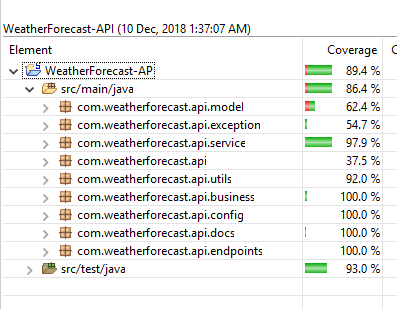 WeatherForecast-API (10 Dec, 2018 1:37:07 AM)
Element Coverage
WeatherForecast-AP 89.4 %
src/main/java 86.4 %
com.weatherforecast.api.model 62.4 %
com.weatherforecast.api.exception 54.7 %
com.weatherforecast.api.service 97.9 %
com.weatherforecast.api 37.5 %
com.weatherforecast.api.utils 92.0 %
com.weatherforecast.api.business 100.0 %
com.weatherforecast.api.config 100.0 %
com.weatherforecast.api.docs 100.0 %
com.weatherforecast.api.endpoints 100.0 %
src/test/java 93.0 %